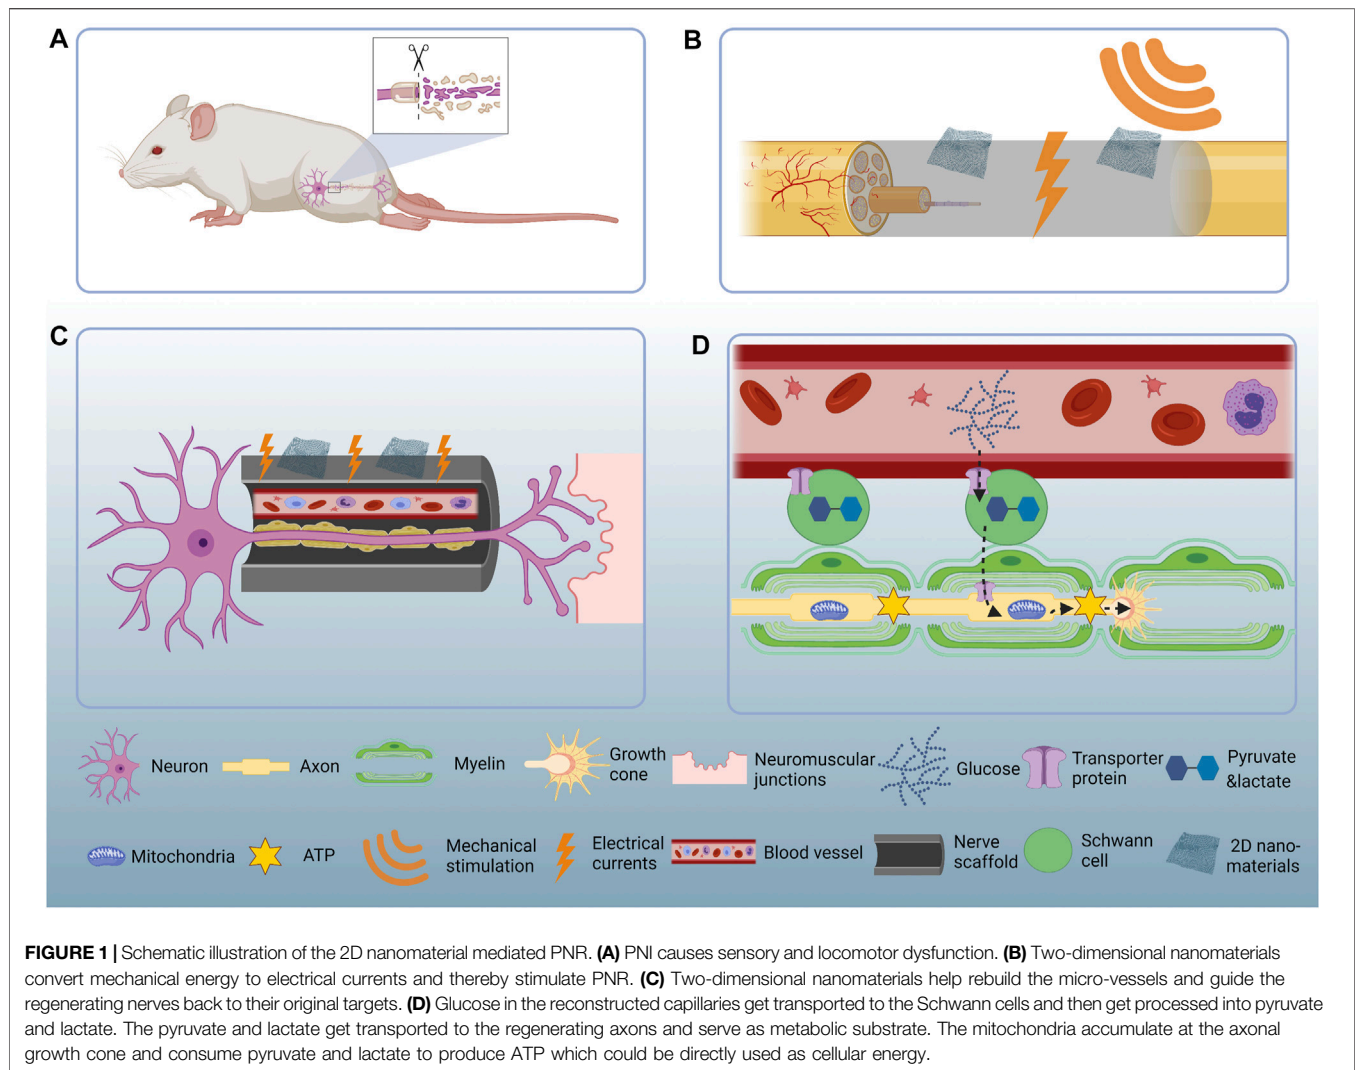 A
B
C
D
Neuron
Axon
Myelin
Growth
cone
Neuromuscular
junctions
Glucose
Transporter
protein
Pyruvate
&lactate
Mitochondria
ATP
Mechanical
stimulation
Electrical
currents
Blood vessel
Nerve
scaffold
Schwann
cell
2D nano-
materials
FIGURE 1 | Schematic illustration of the 2D nanomaterial mediated PNR. (A) PNI causes sensory and locomotor dysfunction. (B) Two-dimensional nanomaterials
convert mechanical energy to electrical currents and thereby stimulate PNR. (C) Two-dimensional nanomaterials help rebuild the micro-vessels and guide the
regenerating nerves back to their original targets. (D) Glucose in the reconstructed capillaries get transported to the Schwann cells and then get processed into pyruvate
and lactate. The pyruvate and lactate get transported to the regenerating axons and serve as metabolic substrate. The mitochondria accumulate at the axonal
growth cone and consume pyruvate and lactate to produce ATP which could be directly used as cellular energy.